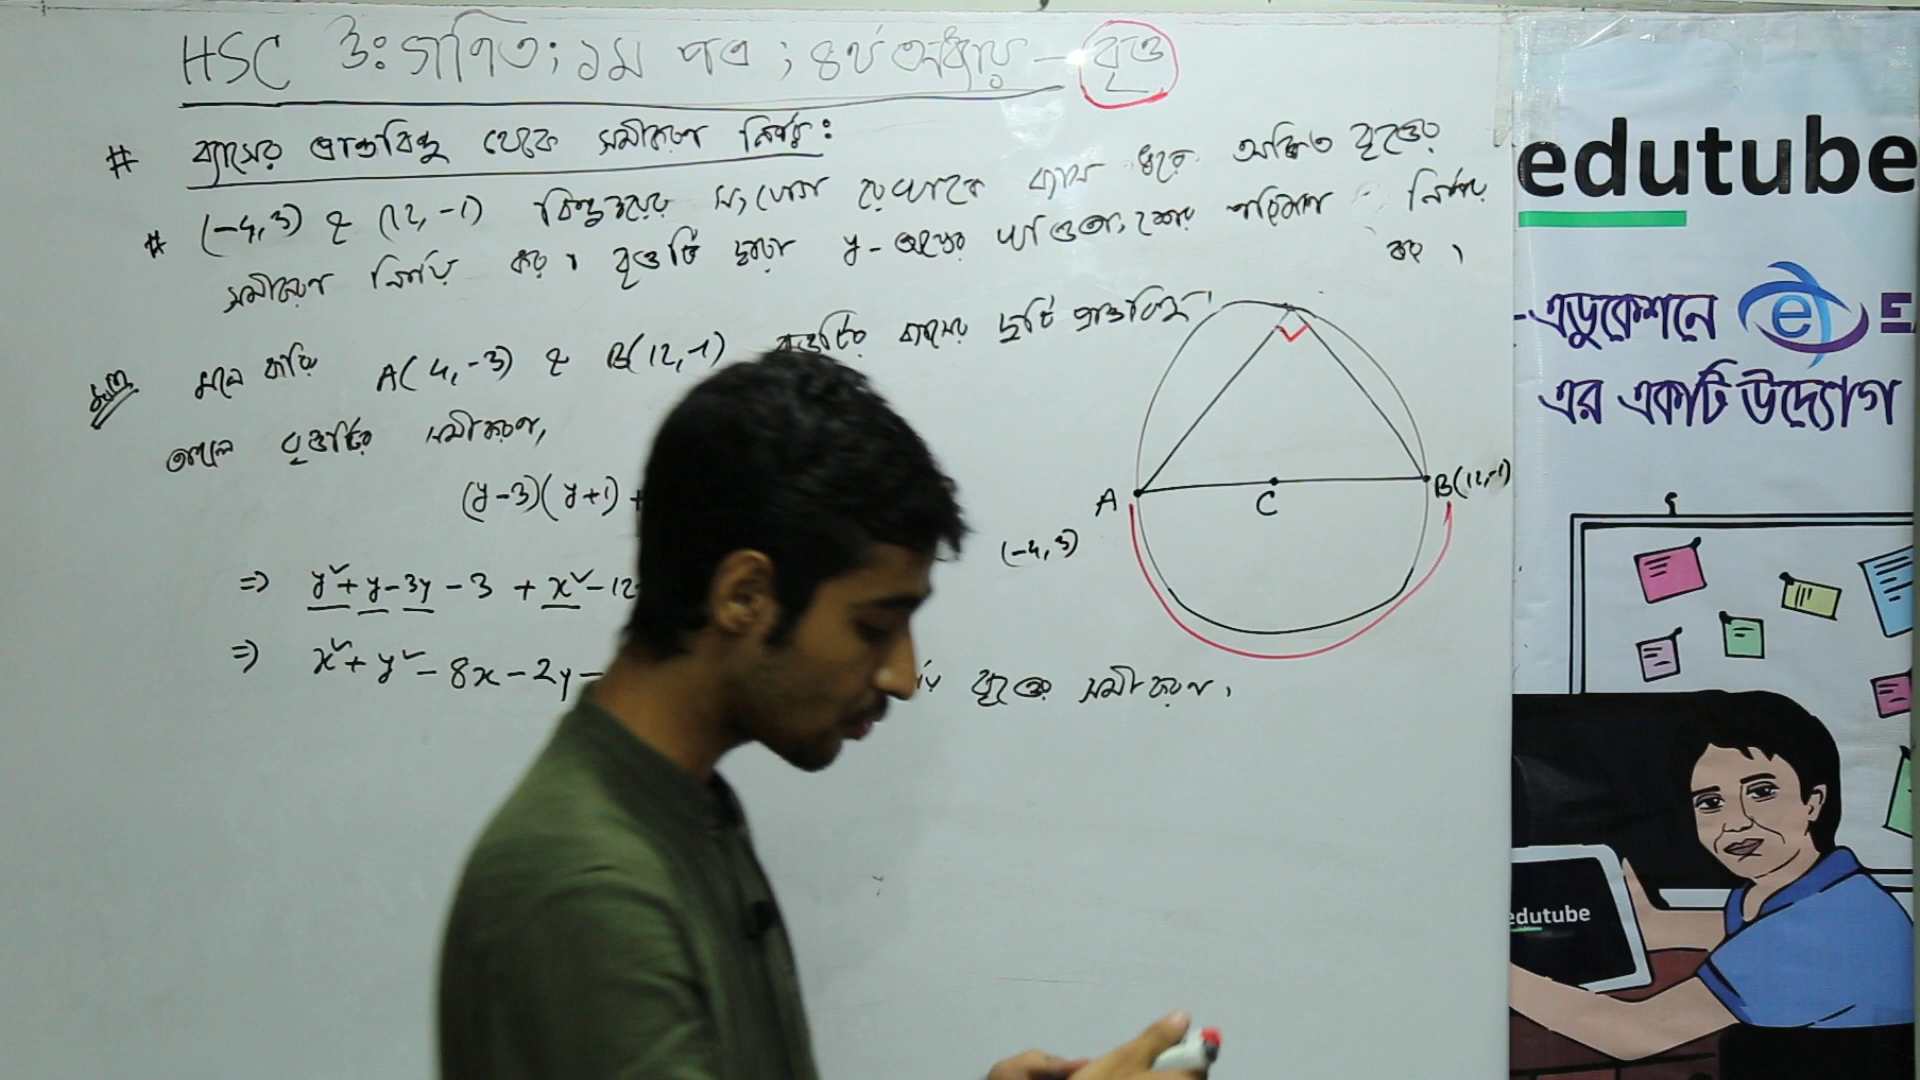 HSC উঃ গণিত; ১ম পত্র; ৪র্থ অধ্যায় - বৃত্ত
# ব্যাসের প্রান্তবিন্দু থেকে সমীকরণ নির্ণয়:
# (-4,3) ও (12,-1) বিন্দুদ্বয়ের সংযোগ রেখাকে ব্যাস ধরে অঙ্কিত বৃত্তের
সমীকরণ নির্ণয় কর। বৃত্তটি দ্বারা y-অক্ষের খণ্ডিতাংশের পরিমাণ নির্ণয়
কর।
মনে করি A(4,-3) ও B(12,-1) বৃত্তটির ব্যাসের দুটি প্রান্তবিন্দু।
তাহলে বৃত্তটির সমীকরণ,
(y-3)(y+1) +
=> y²+y-3y-3+x²-12
=> x²+y²-8x-2y-
বৃত্তের সমীকরণ।
A
(-4,3)
C
B(12,-1)
edutube
-এডুকেশনে e E
এর একটি উদ্যোগ
edutube